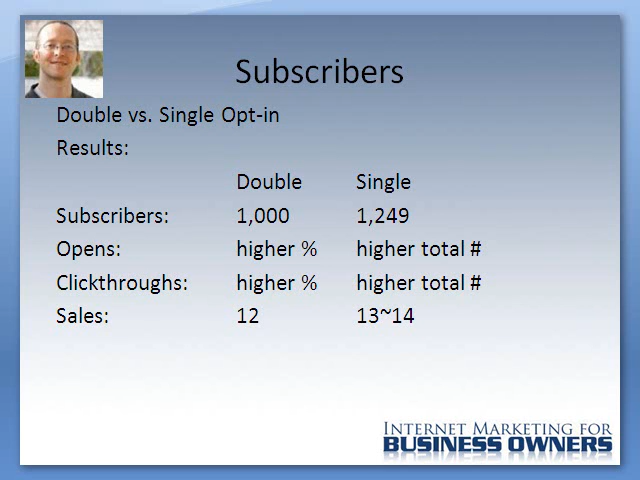 Subscribers
Double vs. Single Opt-in
Results:
Double Single
Subscribers: 1,000 1,249
Opens: higher % higher total #
Clickthroughs: higher % higher total #
Sales: 12 13~14
INTERNET MARKETING FOR
BUSINESS OWNERS